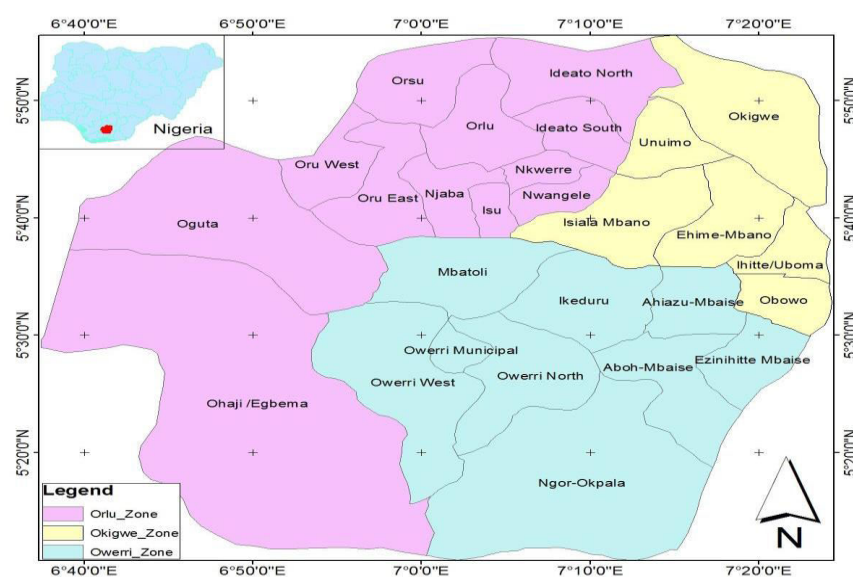 6°40'0"E
6°50'0"E
7°0'0"E
7°10'0"E
7°20'0"E
Nigeria
5°50'0"N
5°50'0"N
Orsu
Ideato North
Okigwe
Orlu
Ideato South
Unuimo
Oru West
Nkwerre
Oru East
Njaba
Nwangele
Isu
5°40'0"N
5°40'0"N
Oguta
Isiala Mbano
Ehime-Mbano
Mbatoli
Ihitte/Uboma
Ikeduru
Ahiazu-Mbaise
Obowo
5°30'0"N
5°30'0"N
Owerri Municipal
Ezinihitte Mbaise
Owerri West
Owerri North
Aboh-Mbaise
Ohaji /Egbema
5°20'0"N
5°20'0"N
Ngor-Okpala
Legend
Orlu_Zone
Okigwe_Zone
Owerri_Zone
N
6°40'0"E
6°50'0"E
7°0'0"E
7°10'0"E
7°20'0"E